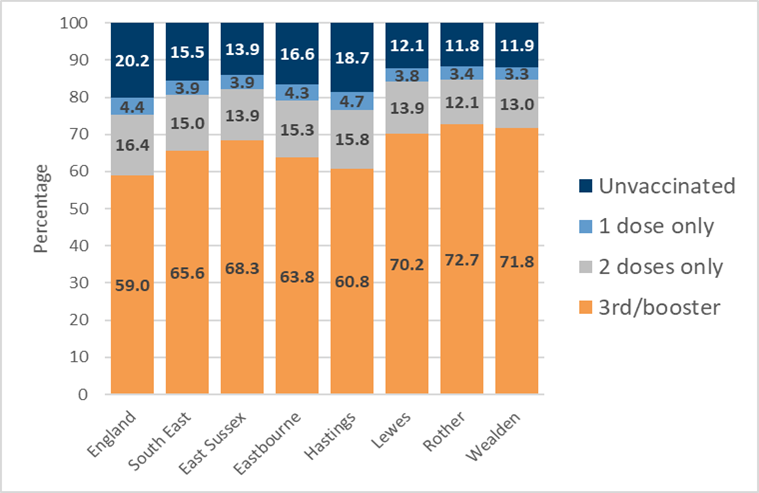 100
90
80
70
60
50
40
30
20
10
0
Percentage
20.2 15.5 13.9 16.6 18.7 12.1 11.8 11.9
4.4 3.9 3.9 4.3 4.7 3.8 3.4 3.3
16.4 15.0 13.9 15.3 15.8 13.9 12.1 13.0
59.0 65.6 68.3 63.8 60.8 70.2 72.7 71.8
England South East East Sussex Eastbourne Hastings Lewes Rother Wealden
Unvaccinated
1 dose only
2 doses only
3rd/booster